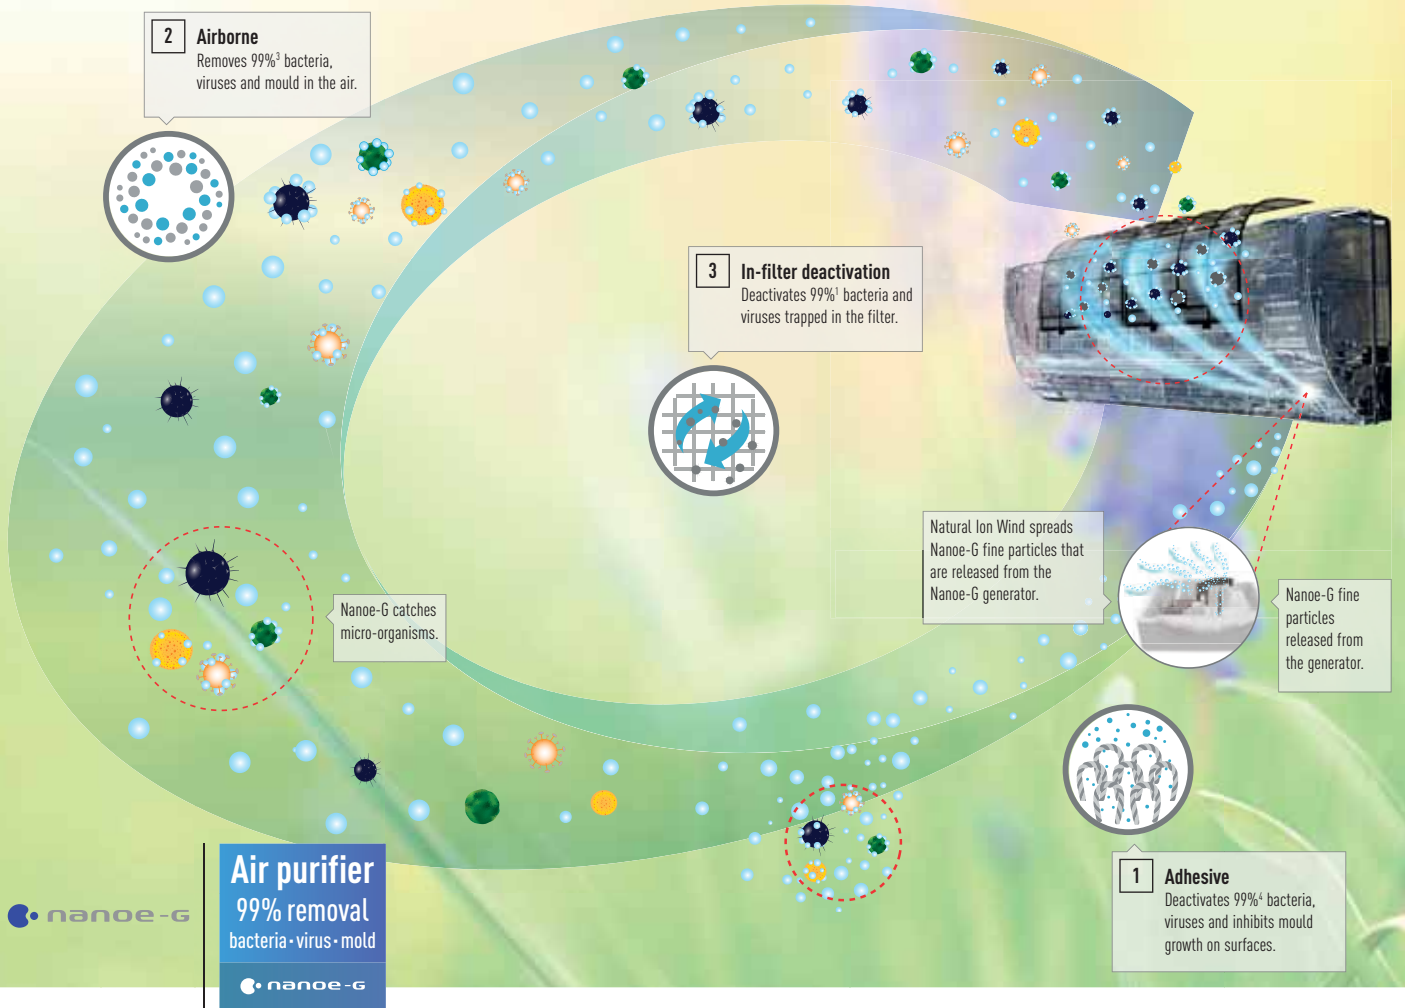 2 Airborne
Removes 99%³ bacteria,
viruses and mould in the air.
3 In-filter deactivation
Deactivates 99%¹ bacteria and
viruses trapped in the filter.
Natural Ion Wind spreads
Nanoe-G fine particles that
are released from the
Nanoe-G generator.
Nanoe-G fine
particles
released from
the generator.
Nanoe-G catches
micro-organisms.
1 Adhesive
Deactivates 99%⁴ bacteria,
viruses and inhibits mould
growth on surfaces.
nanoe-G
Air purifier
99% removal
bacteria·virus·mold
nanoe-G